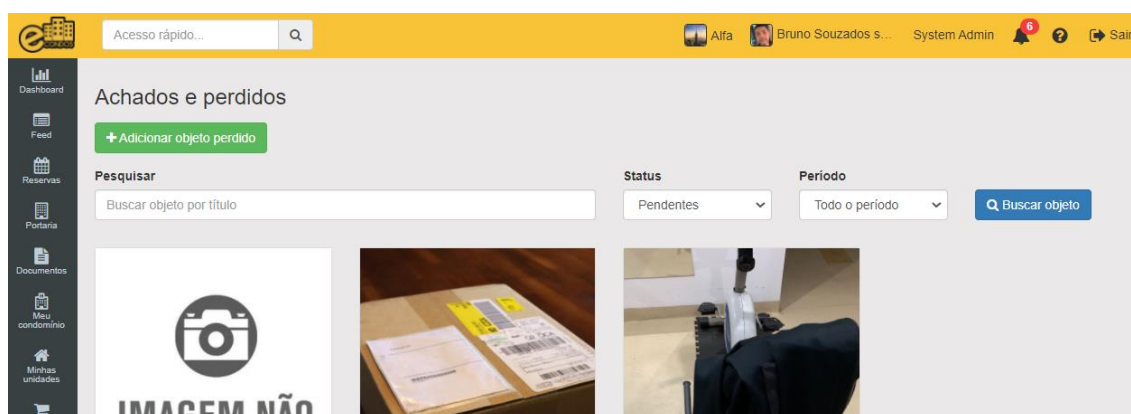 Acesso rápido...
Alfa
Bruno Souzados s...
System Admin
6
Sair
Dashboard
Feed
Reservas
Portaria
Documentos
Meu
condomínio
Minhas
unidades
Achados e perdidos
Adicionar objeto perdido
Pesquisar
Status
Período
Buscar objeto por título
Pendentes
Todo o período
Buscar objeto
IMAGEM NÃO